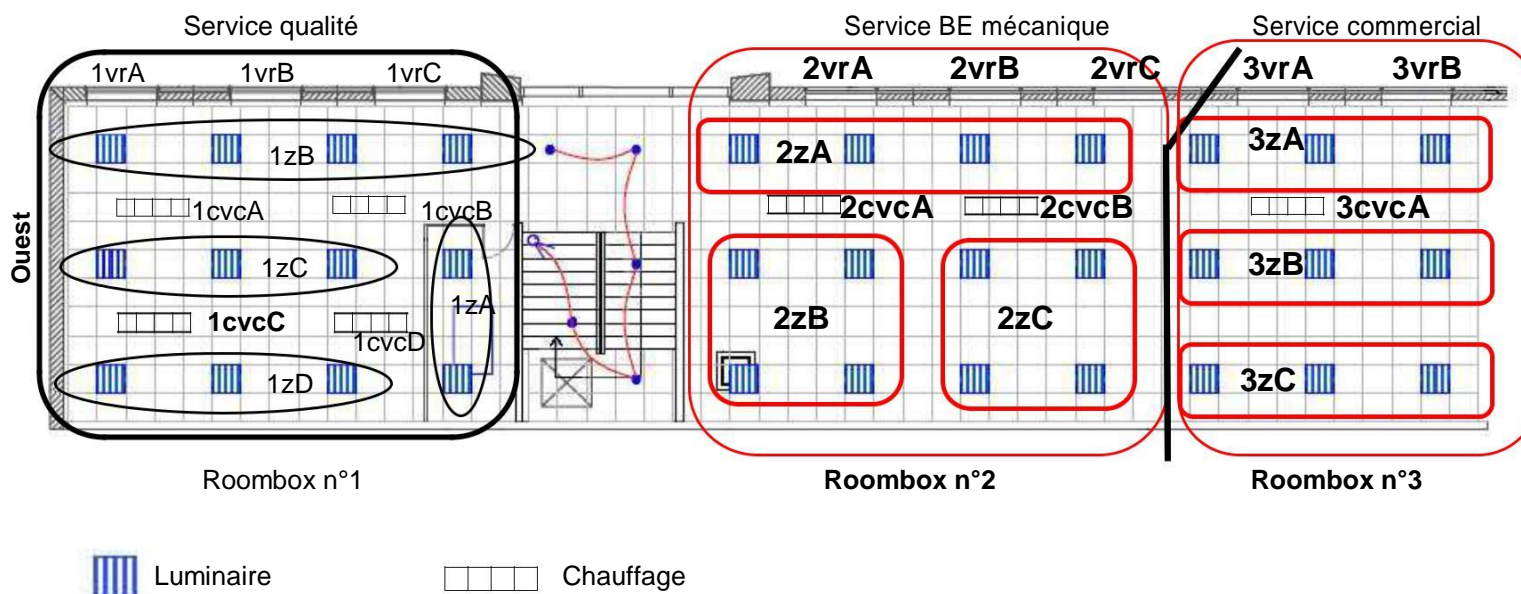 Service qualité Service BE mécanique Service commercial
1vrA 1vrB 1vrC 2vrA 2vrB 2vrC 3vrA 3vrB
1zB 2zA 3zA
1cvcA 1cvcB 2cvcA 2cvcB 3cvcA
Ouest
1zC 1zA 3zB
1cvcC 1cvcD 2zB 2zC
1zD 3zC
Roombox n°1 Roombox n°2 Roombox n°3
Luminaire Chauffage